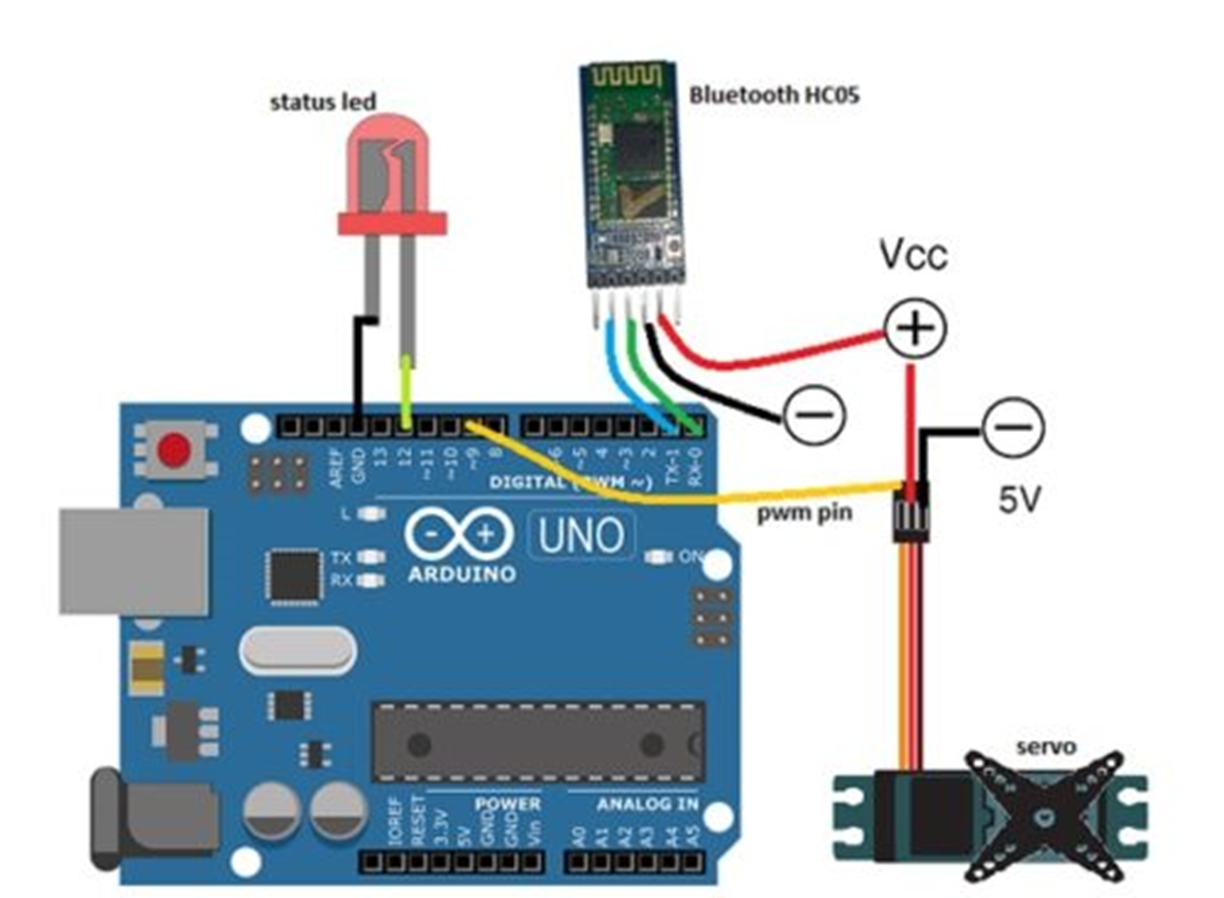 status led
Bluetooth HC05
Vcc
+
−
−
5V
AREF
GND
13
12
~11
~10
~9
8
~6
~5
4
~3
2
TX-1
RX-0
DIGITAL (PWM ~)
pwm pin
L
TX
RX
- +
UNO
ON
ARDUINO
servo
POWER
ANALOG IN
IOREF
RESET
3.3V
5V
GND
GND
Vin
A0
A1
A2
A3
A4
A5